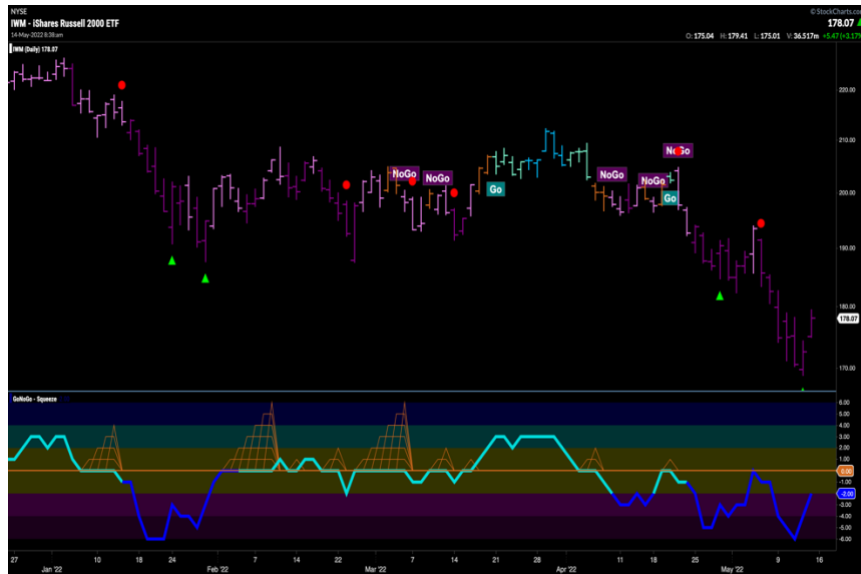 NYSE
© StockCharts.com
IWM - iShares Russell 2000 ETF
178.07
14-May-2022 8:38am
O: 175.04 H: 179.41 L: 175.01 V: 36.517m +5.47 (+3.17%
IWM (Daily) 178.07
220.00
210.00
NoGo
NoGo
NoGo
NoGo
NoGo
200.00
Go
Go
190.00
180.00
178.07
170.00
GoNoGo - Squeeze
6.00
5.00
4.00
3.00
2.00
1.00
0.00
-1.00
-2.00
-3.00
-4.00
-5.00
-6.00
27 10 18 24 7 14 22 7 14 21 28 11 18 25 9 16
Jan '22 Feb '22 Mar '22 Apr '22 May '22